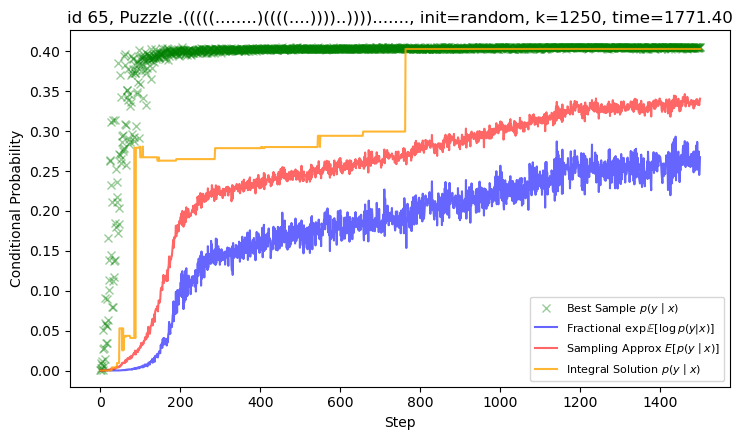 id 65, Puzzle .(((((........)((((....))))..))))......., init=random, k=1250, time=1771.40
Conditional Probability
0.40
0.35
0.30
0.25
0.20
0.15
0.10
0.05
0.00
Best Sample p(y | x)
Fractional exp𝔼[log p(y|x)]
Sampling Approx E[p(y | x)]
Integral Solution p(y | x)
0 200 400 600 800 1000 1200 1400
Step